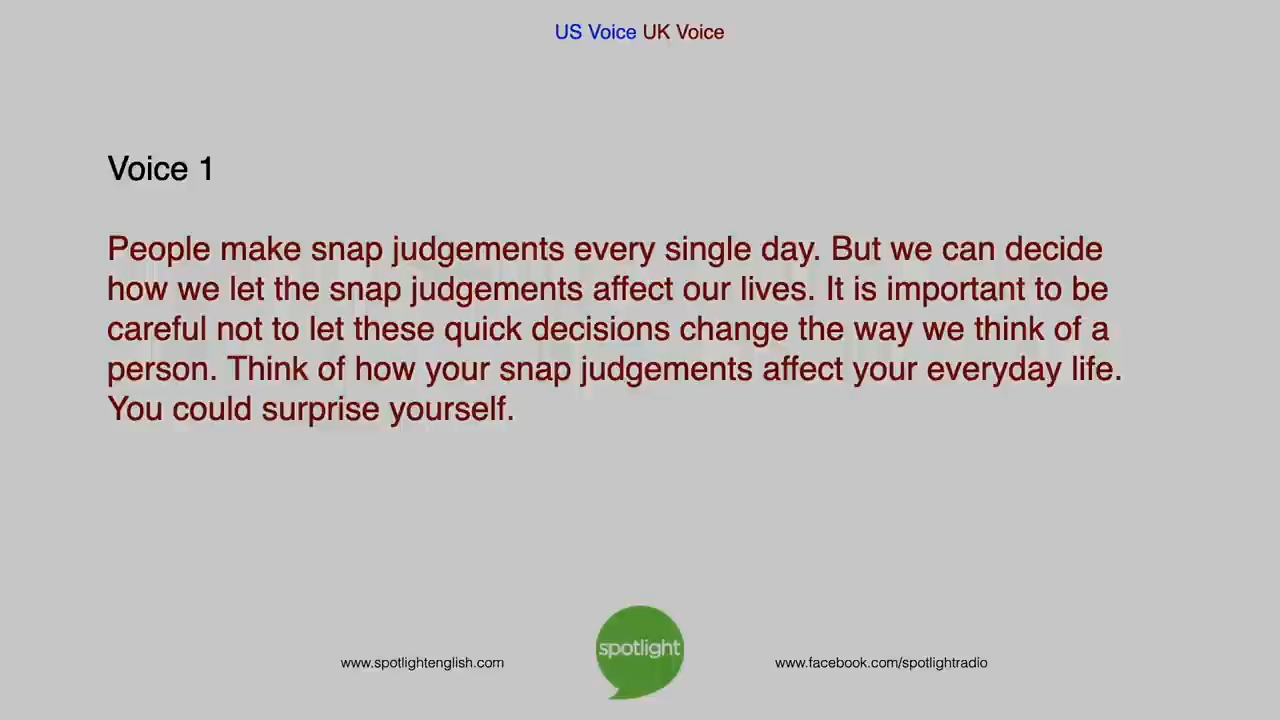 US Voice UK Voice
Voice 1
People make snap judgements every single day. But we can decide
how we let the snap judgements affect our lives. It is important to be
careful not to let these quick decisions change the way we think of a
person. Think of how your snap judgements affect your everyday life.
You could surprise yourself.
www.spotlightenglish.com
spotlight
www.facebook.com/spotlightradio